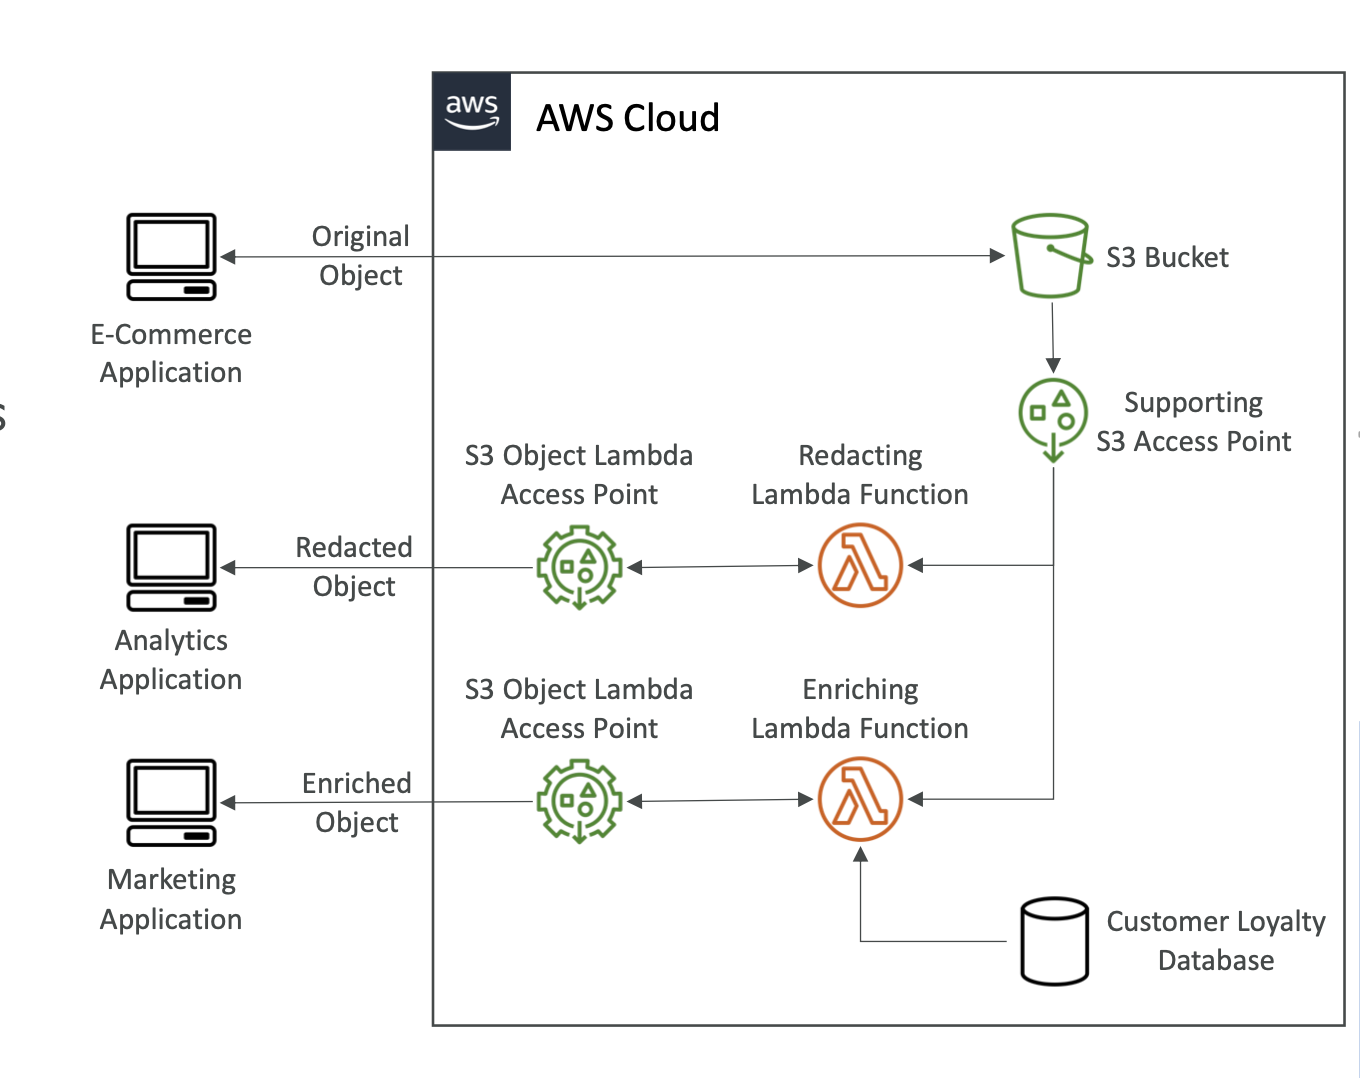 aws
AWS Cloud
Original
Object
S3 Bucket
E-Commerce
Application
s
Supporting
S3 Access Point
S3 Object Lambda
Access Point
Redacting
Lambda Function
Redacted
Object
Analytics
Application
S3 Object Lambda
Access Point
Enriching
Lambda Function
Enriched
Object
Marketing
Application
Customer Loyalty
Database